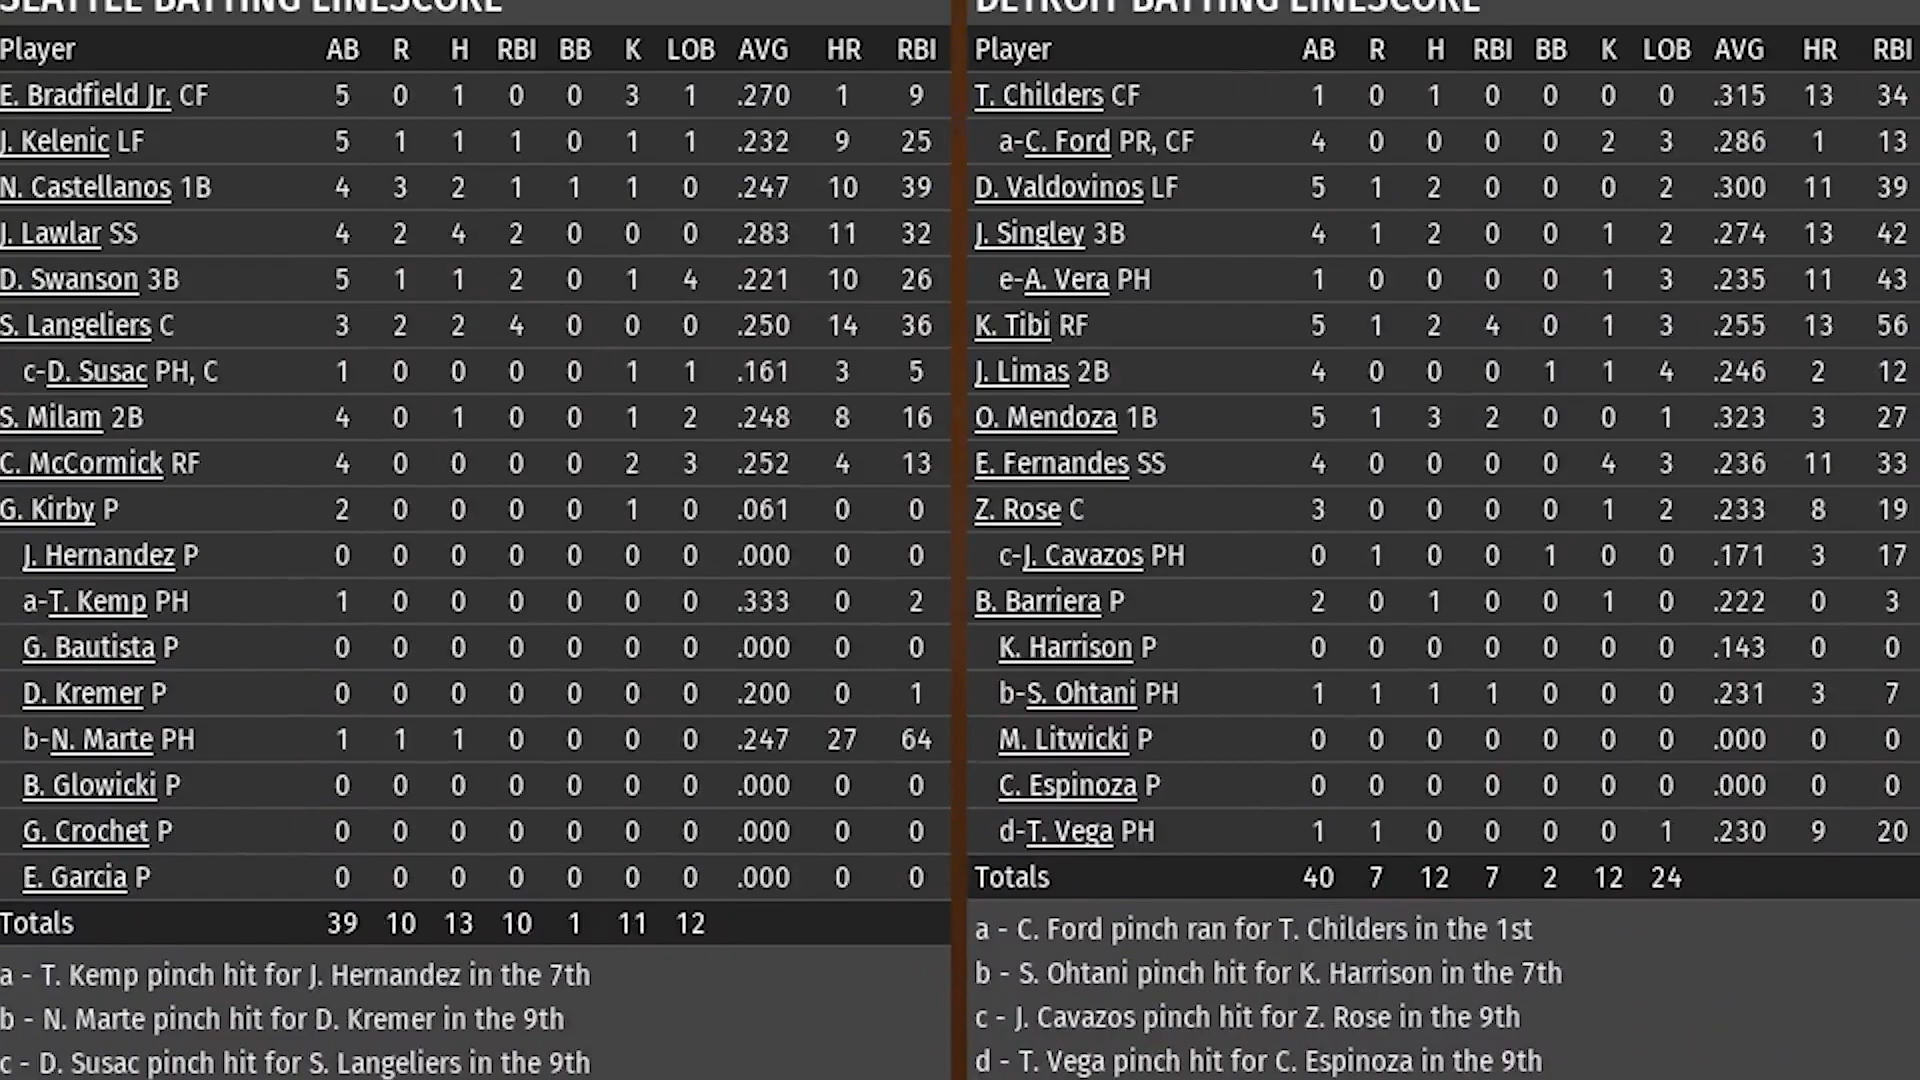 SEATTLE BATTING LINESCORE
Player AB R H RBI BB K LOB AVG HR RBI
E. Bradfield Jr. CF 5 0 1 0 0 3 1 .270 1 9
J. Kelenic LF 5 1 1 1 0 1 1 .232 9 25
N. Castellanos 1B 4 3 2 1 1 1 0 .247 10 39
J. Lawlar SS 4 2 4 2 0 0 0 .283 11 32
D. Swanson 3B 5 1 1 2 0 1 4 .221 10 26
S. Langeliers C 3 2 2 4 0 0 0 .250 14 36
c-D. Susac PH, C 1 0 0 0 0 1 1 .161 3 5
S. Milam 2B 4 0 1 0 0 1 2 .248 8 16
C. McCormick RF 4 0 0 0 0 2 3 .252 4 13
G. Kirby P 2 0 0 0 0 1 0 .061 0 0
J. Hernandez P 0 0 0 0 0 0 0 .000 0 0
a-T. Kemp PH 1 0 0 0 0 0 0 .333 0 2
G. Bautista P 0 0 0 0 0 0 0 .000 0 0
D. Kremer P 0 0 0 0 0 0 0 .200 0 1
b-N. Marte PH 1 1 1 0 0 0 0 .247 27 64
B. Glowicki P 0 0 0 0 0 0 0 .000 0 0
G. Crochet P 0 0 0 0 0 0 0 .000 0 0
E. Garcia P 0 0 0 0 0 0 0 .000 0 0
Totals 39 10 13 10 1 11 12
a - T. Kemp pinch hit for J. Hernandez in the 7th
b - N. Marte pinch hit for D. Kremer in the 9th
c - D. Susac pinch hit for S. Langeliers in the 9th
DETROIT BATTING LINESCORE
Player AB R H RBI BB K LOB AVG HR RBI
T. Childers CF 1 0 1 0 0 0 0 .315 13 34
a-C. Ford PR, CF 4 0 0 0 0 2 3 .286 1 13
D. Valdovinos LF 5 1 2 0 0 0 2 .300 11 39
J. Singley 3B 4 1 2 0 0 1 2 .274 13 42
e-A. Vera PH 1 0 0 0 0 1 3 .235 11 43
K. Tibi RF 5 1 2 4 0 1 3 .255 13 56
J. Limas 2B 4 0 0 0 1 1 4 .246 2 12
O. Mendoza 1B 5 1 3 2 0 0 1 .323 3 27
E. Fernandes SS 4 0 0 0 0 4 3 .236 11 33
Z. Rose C 3 0 0 0 0 1 2 .233 8 19
c-J. Cavazos PH 0 1 0 0 1 0 0 .171 3 17
B. Barriera P 2 0 1 0 0 1 0 .222 0 3
K. Harrison P 0 0 0 0 0 0 0 .143 0 0
b-S. Ohtani PH 1 1 1 1 0 0 0 .231 3 7
M. Litwicki P 0 0 0 0 0 0 0 .000 0 0
C. Espinoza P 0 0 0 0 0 0 0 .000 0 0
d-T. Vega PH 1 1 0 0 0 0 1 .230 9 20
Totals 40 7 12 7 2 12 24
a - C. Ford pinch ran for T. Childers in the 1st
b - S. Ohtani pinch hit for K. Harrison in the 7th
c - J. Cavazos pinch hit for Z. Rose in the 9th
d - T. Vega pinch hit for C. Espinoza in the 9th